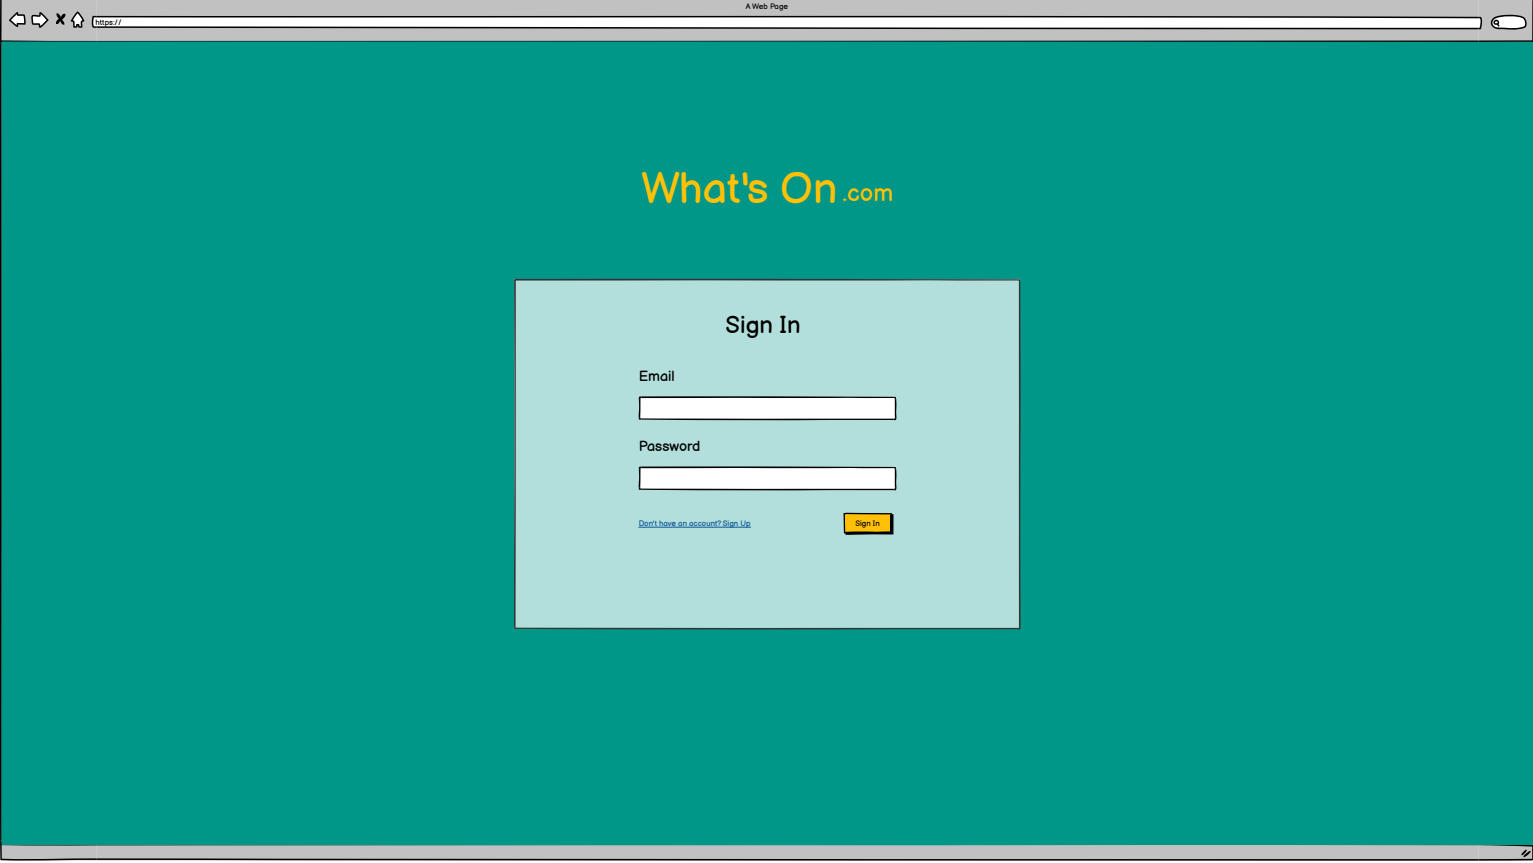 A Web Page
https://
What's On .com
Sign In
Email
Password
Don't have an account? Sign Up
Sign In